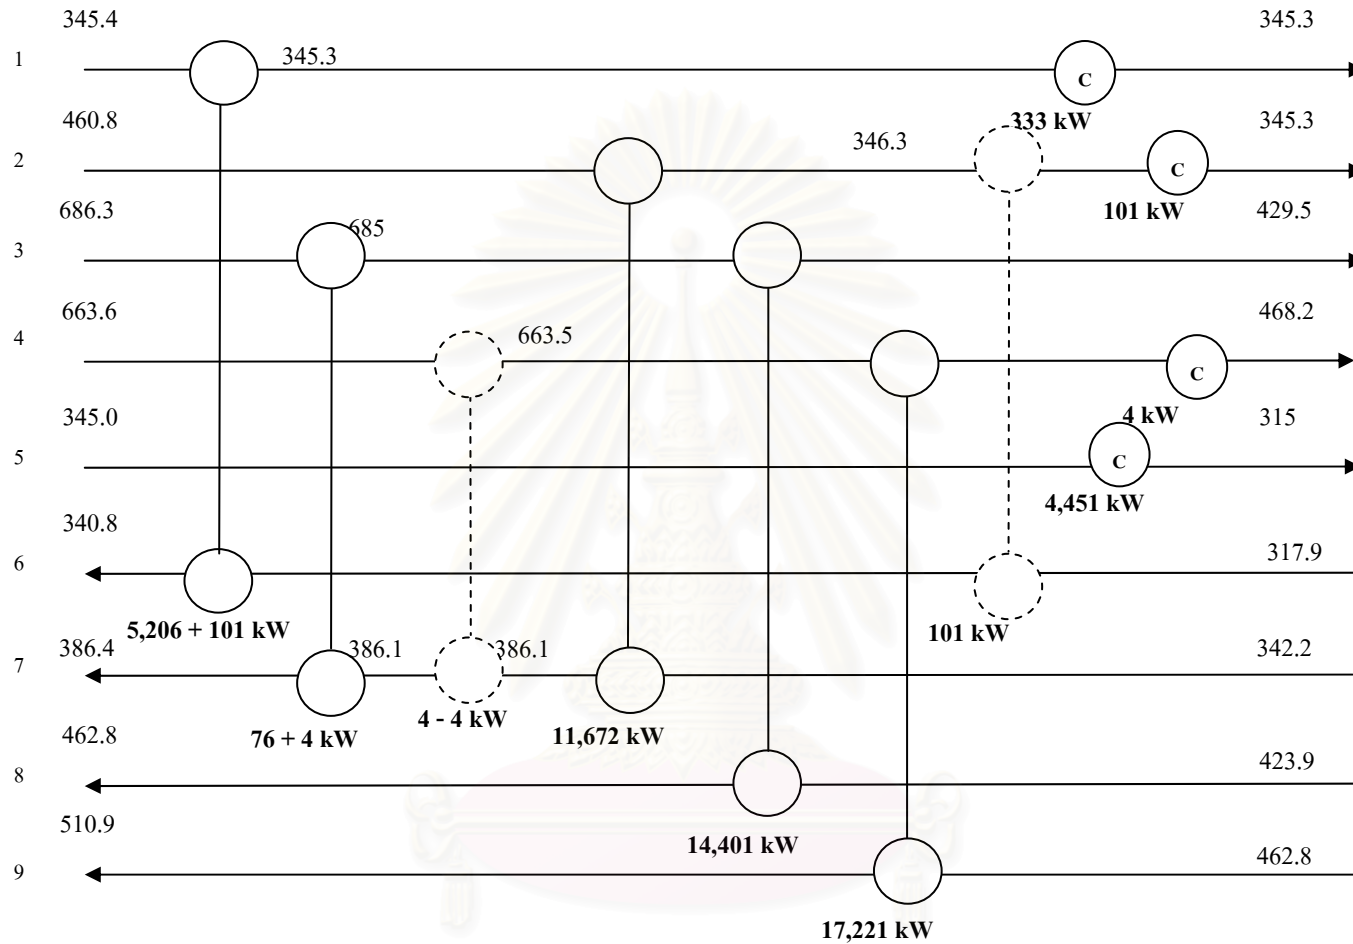 345.4
345.3
1
345.3
C
333 kW
460.8
345.3
2
346.3
C
101 kW
686.3
429.5
3
685
663.6
468.2
4
663.5
C
4 kW
345.0
315
5
C
4,451 kW
340.8
317.9
6
5,206 + 101 kW
101 kW
386.4
386.1
386.1
342.2
7
76 + 4 kW
4 - 4 kW
11,672 kW
462.8
423.9
8
14,401 kW
510.9
462.8
9
17,221 kW